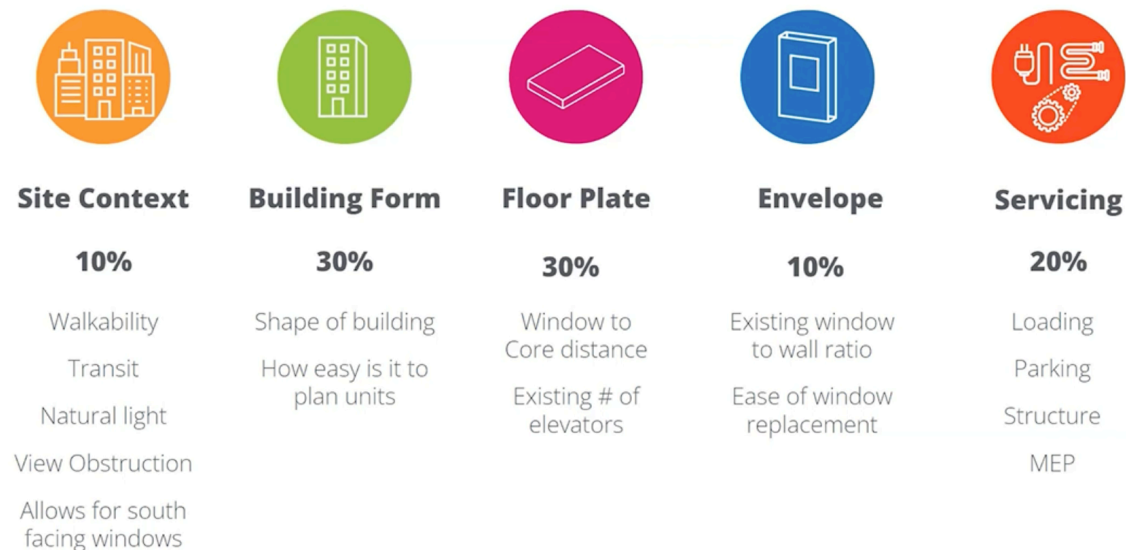 Site Context
10%
Walkability
Transit
Natural light
View Obstruction
Allows for south
facing windows
Building Form
30%
Shape of building
How easy is it to
plan units
Floor Plate
30%
Window to
Core distance
Existing # of
elevators
Envelope
10%
Existing window
to wall ratio
Ease of window
replacement
Servicing
20%
Loading
Parking
Structure
MEP